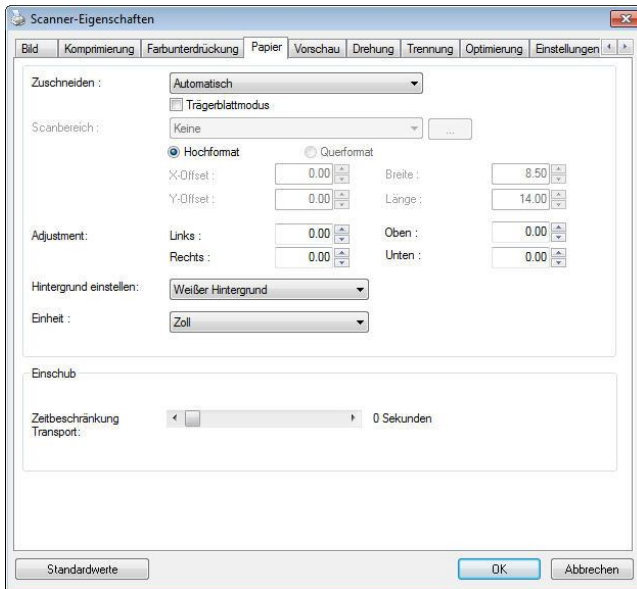 Scanner-Eigenschaften
Bild Komprimierung Farbunterdrückung Papier Vorschau Drehung Trennung Optimierung Einstellungen
Zuschneiden : Automatisch
Trägerblattmodus
Scanbereich : Keine ...
Hochformat Querformat
X-Offset : 0.00 Breite : 8.50
Y-Offset : 0.00 Länge : 14.00
Adjustment: Links : 0.00 Oben : 0.00
Rechts : 0.00 Unten : 0.00
Hintergrund einstellen: Weißer Hintergrund
Einheit : Zoll
Einschub
Zeitbeschränkung 0 Sekunden
Transport:
Standardwerte OK Abbrechen